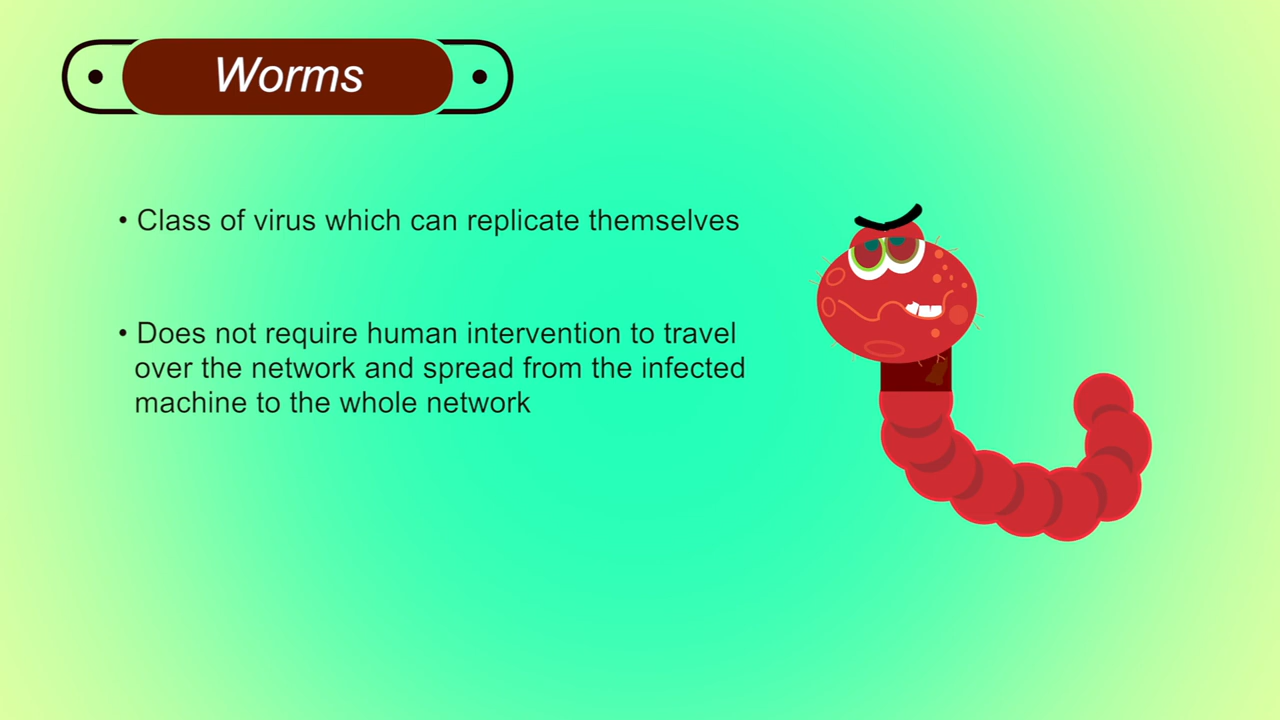 Worms
• Class of virus which can replicate themselves
• Does not require human intervention to travel
over the network and spread from the infected
machine to the whole network